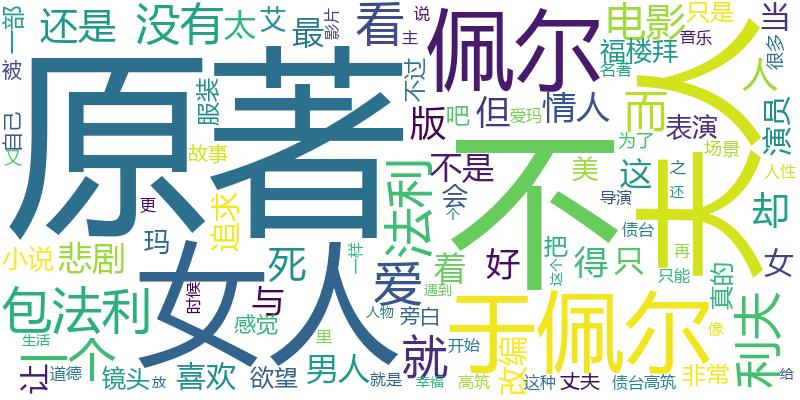 原著
不
夫人
女人
佩尔
于佩尔
一部
还是
没有
太
艾
最
影片
看
说
主
电影
只是
音乐
当
很多
福楼拜
名著
被
自己
又
服装
不过
版
吧
但
爱玛
情人
而
人
演员
表演
为了
场景
人性
故事
追求
法利
不是
会
个
美
这
之
还
却
更
导演
小说
悲剧
玛
死
爱
着
好
把
这个
得
只
债台
再
只能
真的
女
包法利
时候
与
一样
遇到
人物
旁白
感觉
里
就
开始
改编
像
利夫
生活
一个
让
道德
镜头
放
喜欢
欲望
男人
就是
幸福
高筑
这种
丈夫
债台高筑
非常
给